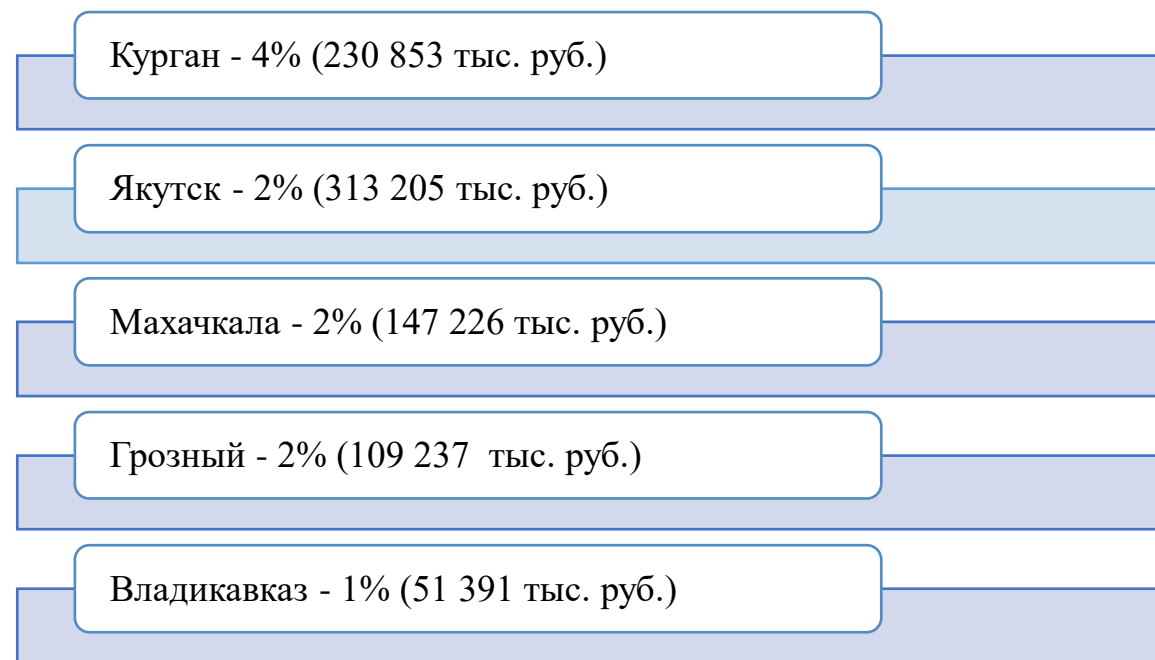 Курган - 4% (230 853 тыс. руб.)
Якутск - 2% (313 205 тыс. руб.)
Махачкала - 2% (147 226 тыс. руб.)
Грозный - 2% (109 237  тыс. руб.)
Владикавказ - 1% (51 391 тыс. руб.)